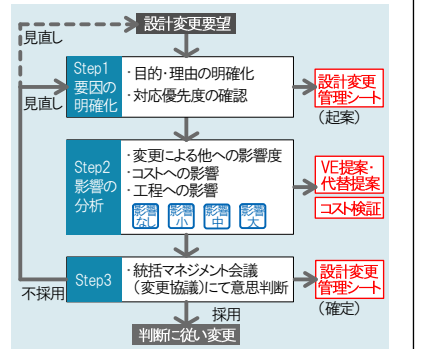 設計変更要望
見直し
Step1
要因の
明確化
・目的・理由の明確化
・対応優先度の確認
見直し
設計変更
管理シート
(起案)
Step2
影響の
分析
・変更による他への影響度
・コストへの影響
・工程への影響
影響
なし
影響
小
影響
中
影響
大
VE提案・
代替提案
コスト検証
Step3
・統括マネジメント会議
(変更協議)にて意思判断
設計変更
管理シート
(確定)
不採用
採用
判断に従い変更